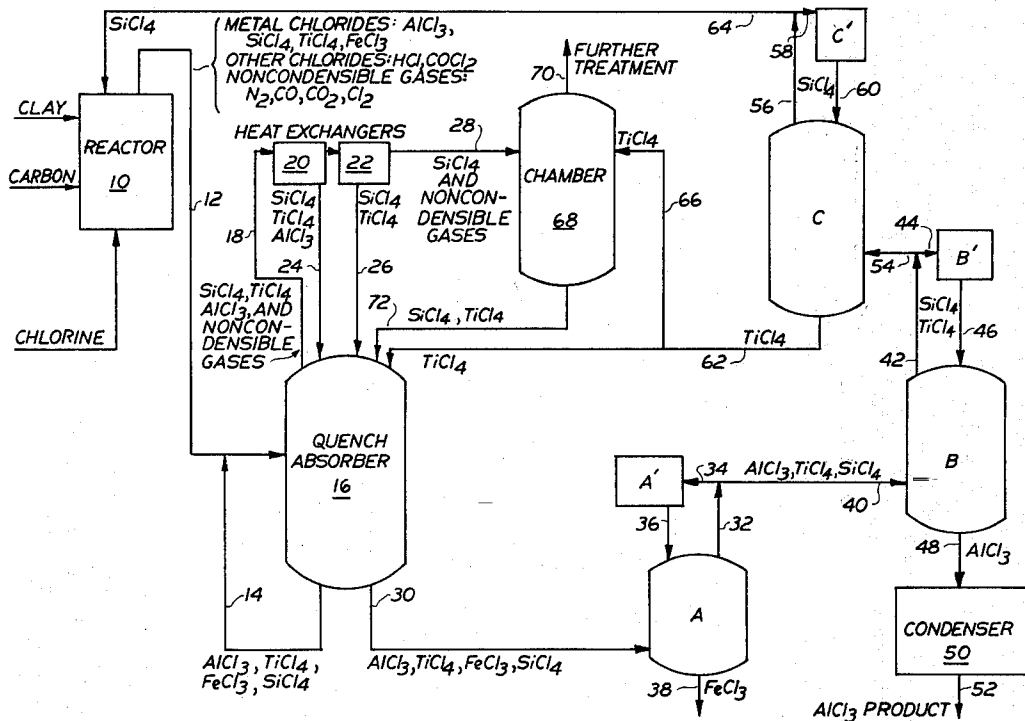 SiCl4
METAL CHLORIDES: AlCl3,
SiCl4, TiCl4, FeCl3
OTHER CHLORIDES: HCl, COCl2
NONCONDENSIBLE GASES:
N2, CO, CO2, Cl2
CLAY
CARBON
CHLORINE
REACTOR
10
12
HEAT EXCHANGERS
20
22
28
SiCl4
AND
NONCON-
DENSIBLE
GASES
SiCl4
TiCl4
AlCl3
SiCl4
TiCl4
18
24
26
SiCl4, TiCl4
AlCl3, AND
NONCON-
DENSIBLE
GASES
70
FURTHER
TREATMENT
CHAMBER
68
TiCl4
66
72
SiCl4, TiCl4
TiCl4
62
TiCl4
64
58
C'
56
SiCl4
60
C
44
54
B'
SiCl4
TiCl4
42
46
QUENCH
ABSORBER
16
14
30
AlCl3, TiCl4,
FeCl3, SiCl4
AlCl3, TiCl4, FeCl3, SiCl4
A'
34
AlCl3, TiCl4, SiCl4
40
36
32
A
38
FeCl3
B
48
AlCl3
CONDENSER
50
52
AlCl3 PRODUCT